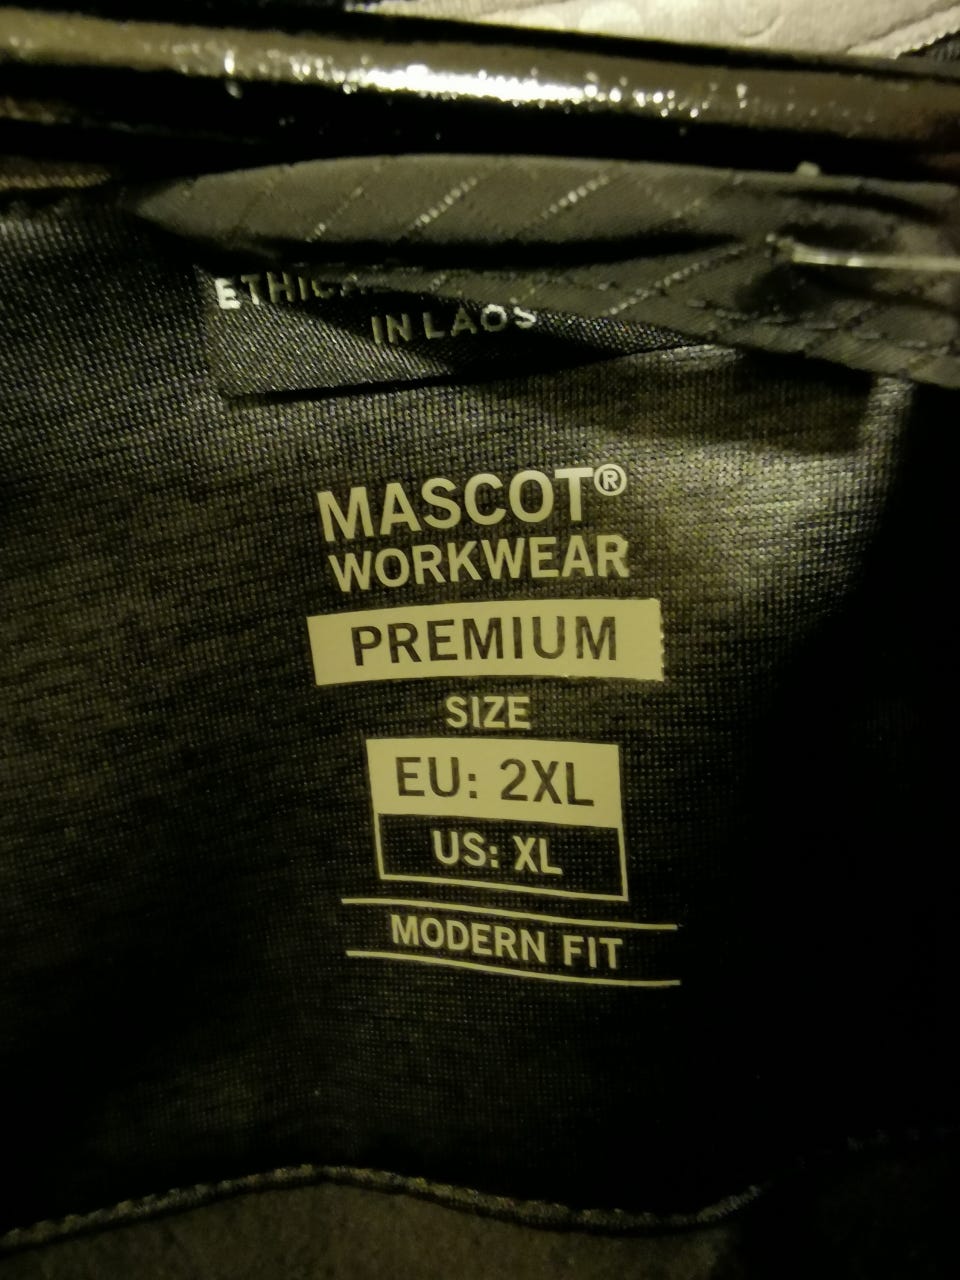 IN LAOS
MASCOT®
WORKWEAR
PREMIUM
SIZE
EU: 2XL
US: XL
MODERN FIT